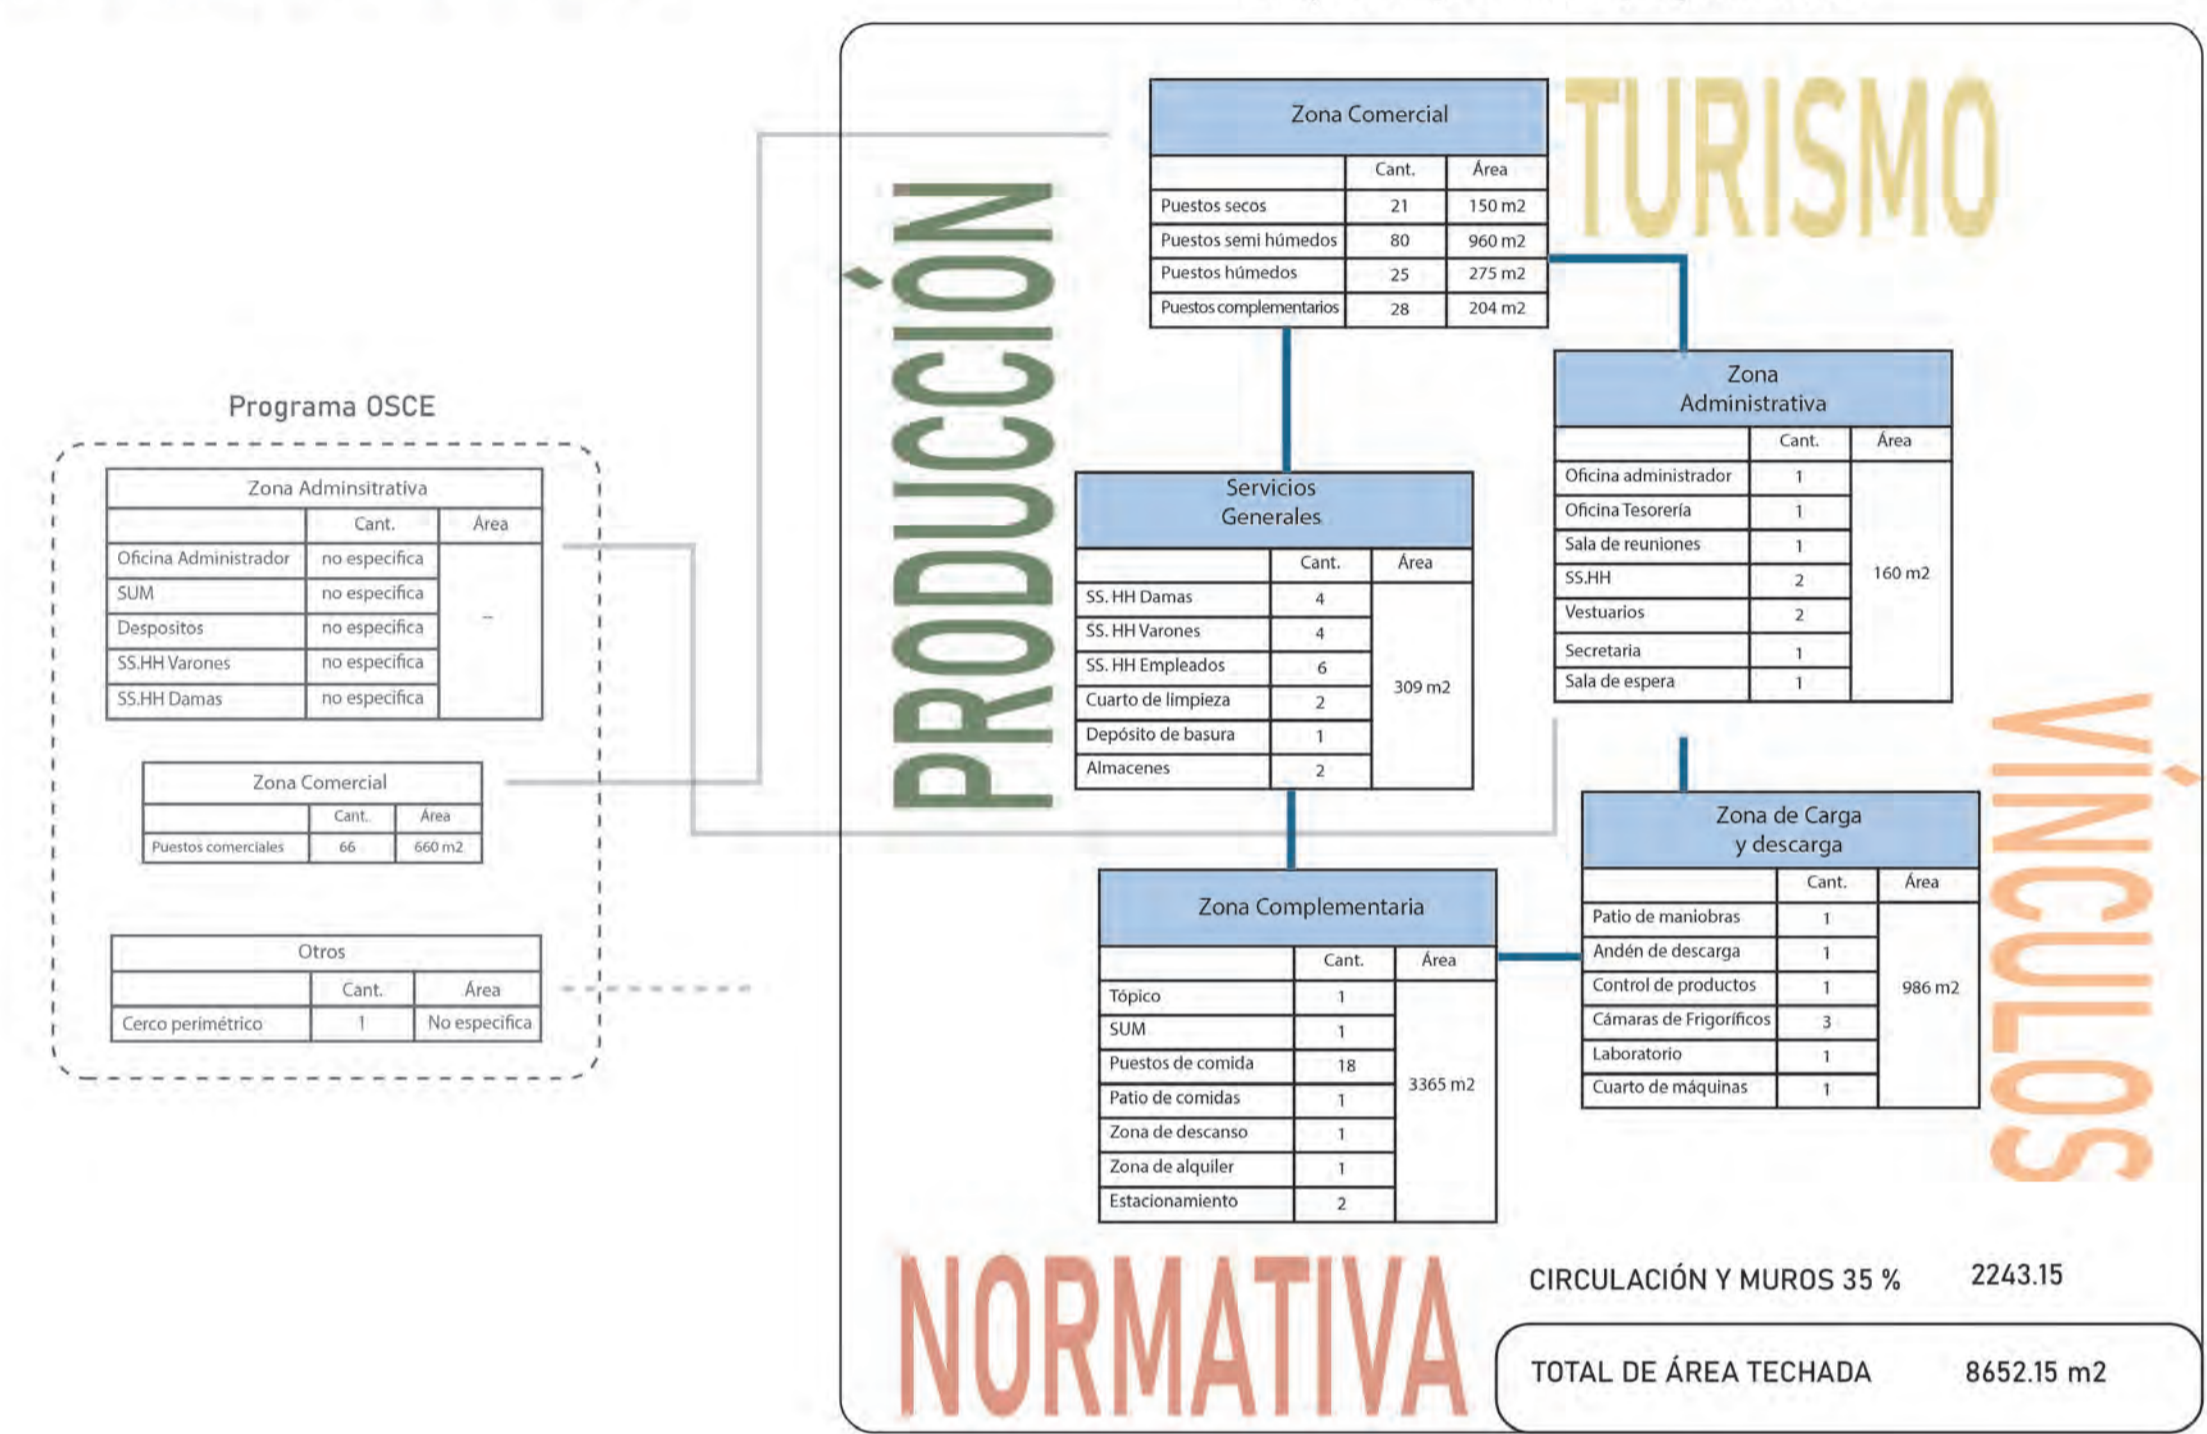 Programa OSCE
Zona Adminsitrativa
Cant. Área
Oficina Administrador no especifica
SUM no especifica
Despositos no especifica
SS.HH Varones no especifica
SS.HH Damas no especifica
–
Zona Comercial
Cant. Área
Puestos comerciales 66 660 m2
Otros
Cant. Área
Cerco perimétrico 1 No especifica
PRODUCCIÓN
TURISMO
VÍNCULOS
NORMATIVA
Zona Comercial
Cant. Área
Puestos secos 21 150 m2
Puestos semi húmedos 80 960 m2
Puestos húmedos 25 275 m2
Puestos complementarios 28 204 m2
Zona
Administrativa
Cant. Área
Oficina administrador 1
Oficina Tesorería 1
Sala de reuniones 1
SS.HH 2
Vestuarios 2
Secretaria 1
Sala de espera 1
160 m2
Servicios
Generales
Cant. Área
SS. HH Damas 4
SS. HH Varones 4
SS. HH Empleados 6
Cuarto de limpieza 2
Depósito de basura 1
Almacenes 2
309 m2
Zona de Carga
y descarga
Cant. Área
Patio de maniobras 1
Andén de descarga 1
Control de productos 1
Cámaras de Frigoríficos 3
Laboratorio 1
Cuarto de máquinas 1
986 m2
Zona Complementaria
Cant. Área
Tópico 1
SUM 1
Puestos de comida 18
Patio de comidas 1
Zona de descanso 1
Zona de alquiler 1
Estacionamiento 2
3365 m2
CIRCULACIÓN Y MUROS 35 % 2243.15
TOTAL DE ÁREA TECHADA 8652.15 m2